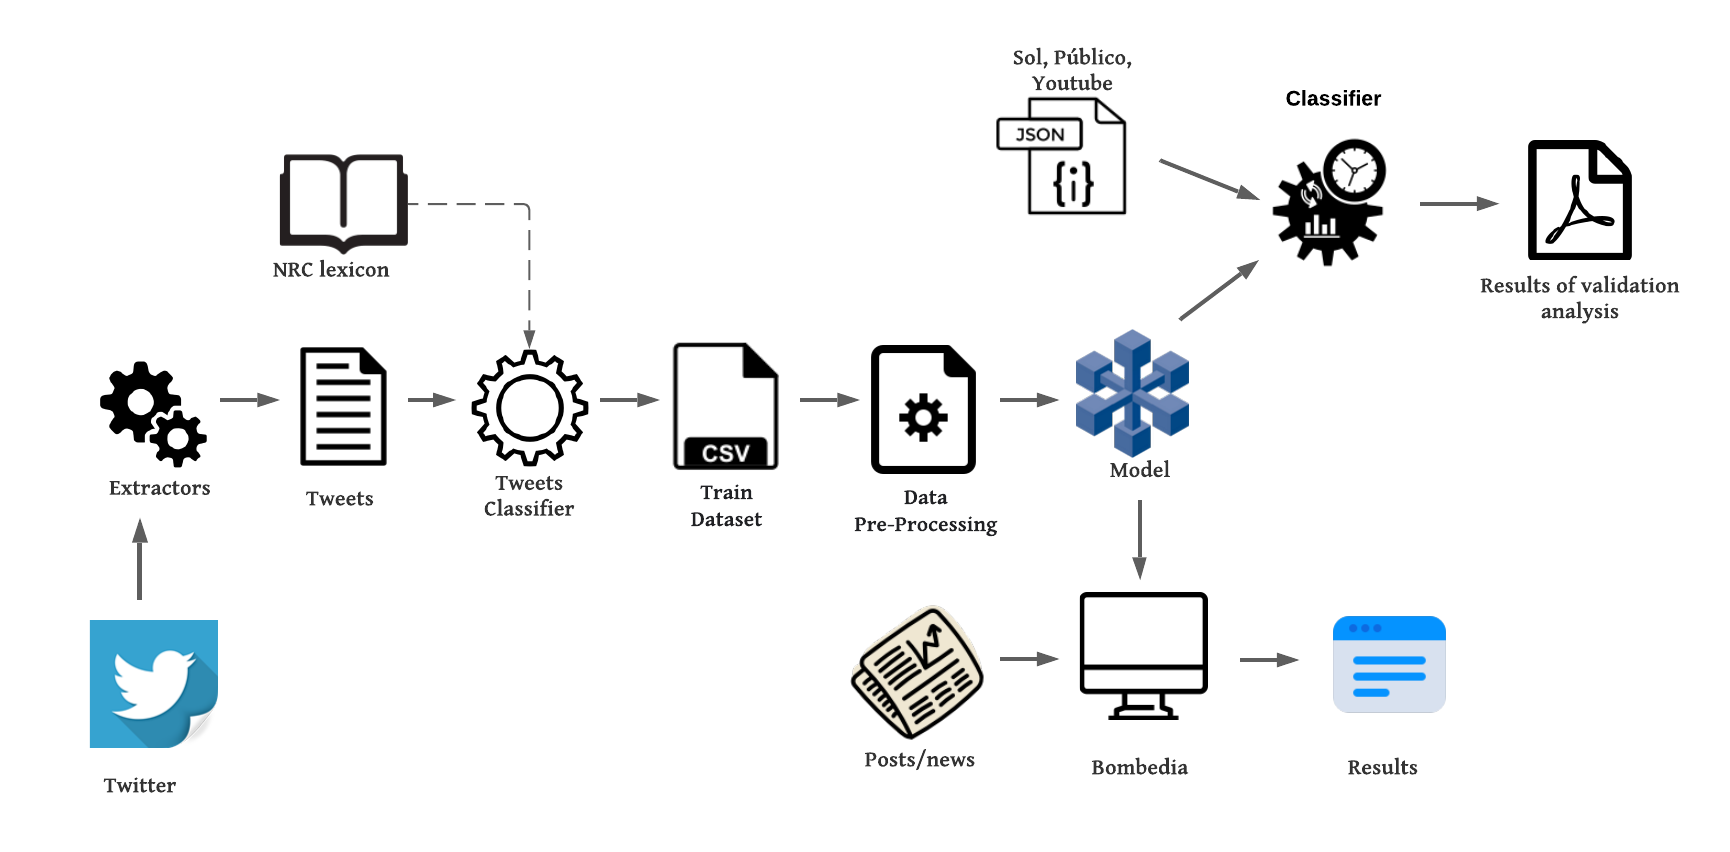 Sol, Público,
Youtube
JSON
{i}
Classifier
NRC lexicon
Results of validation
analysis
Extractors
Tweets
Tweets
Classifier
CSV
Train
Dataset
Data
Pre-Processing
Model
Twitter
Posts/news
Bombedia
Results